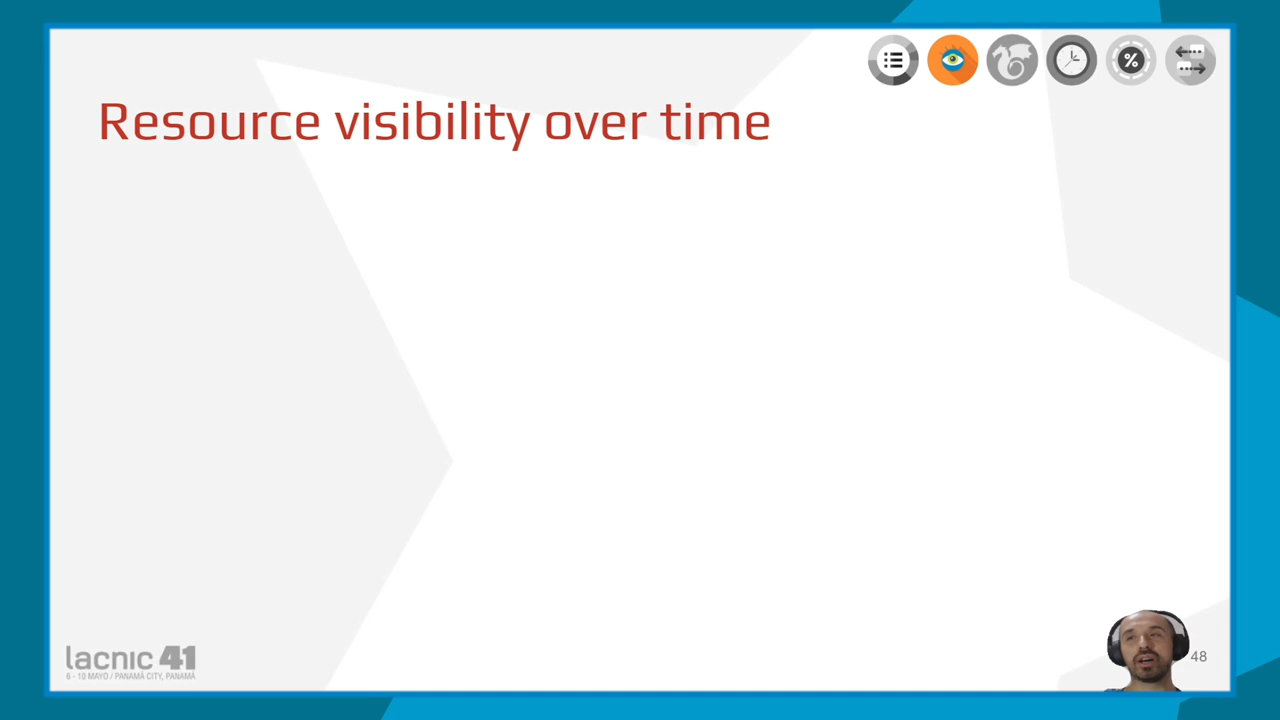 %
Resource visibility over time
lacnic 41
6 - 10 MAYO / PANAMÁ CITY, PANAMÁ
48